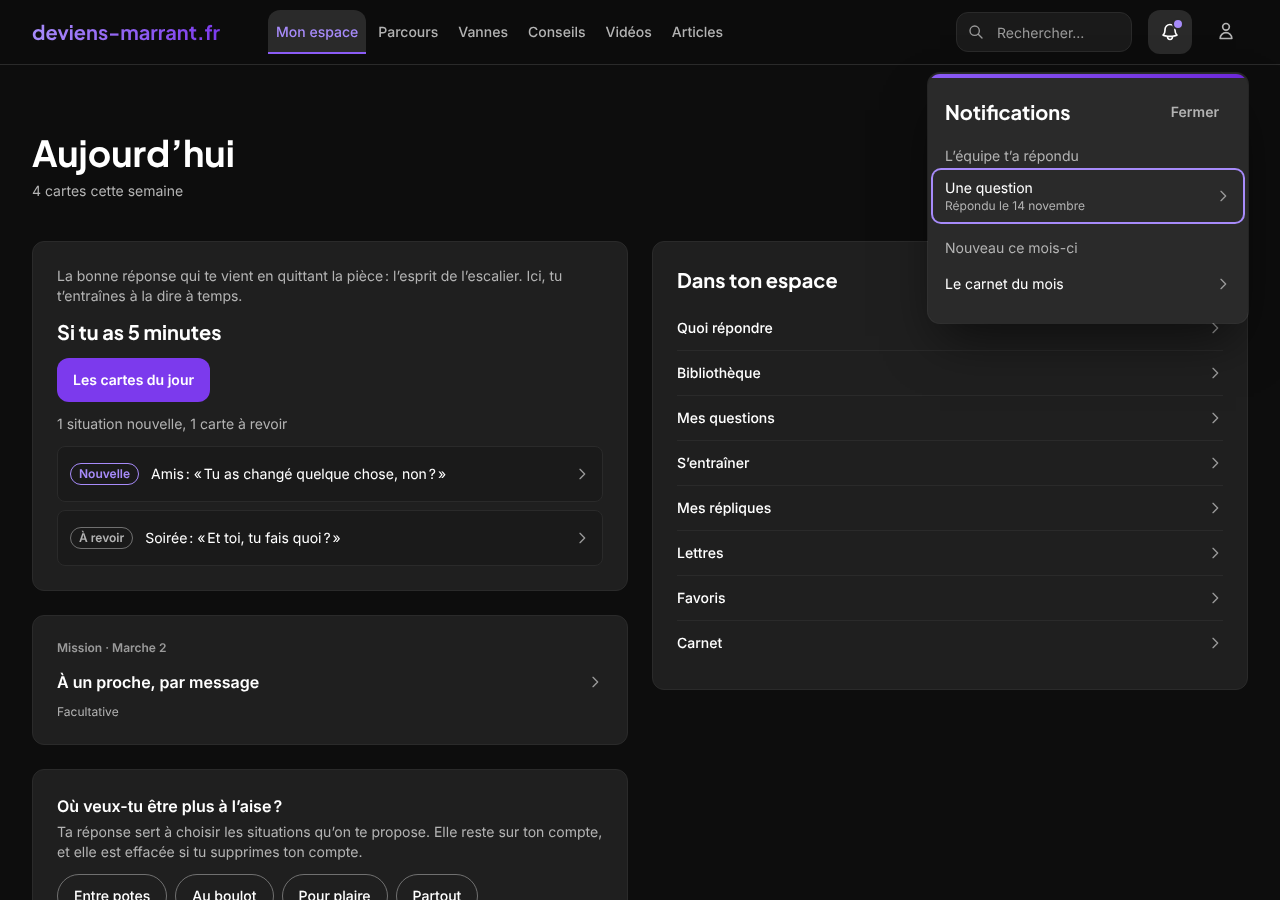 deviens-marrant.fr
Mon espace
Parcours
Vannes
Conseils
Vidéos
Articles
Rechercher…
Notifications
Fermer
L’équipe t’a répondu
Une question
Répondu le 14 novembre
Nouveau ce mois-ci
Le carnet du mois
Aujourd’hui
4 cartes cette semaine
La bonne réponse qui te vient en quittant la pièce : l’esprit de l’escalier. Ici, tu
t’entraînes à la dire à temps.
Si tu as 5 minutes
Les cartes du jour
1 situation nouvelle, 1 carte à revoir
Nouvelle
Amis : « Tu as changé quelque chose, non ? »
À revoir
Soirée : « Et toi, tu fais quoi ? »
Mission · Marche 2
À un proche, par message
Facultative
Où veux-tu être plus à l’aise ?
Ta réponse sert à choisir les situations qu’on te propose. Elle reste sur ton compte,
et elle est effacée si tu supprimes ton compte.
Entre potes
Au boulot
Pour plaire
Partout
Dans ton espace
Quoi répondre
Bibliothèque
Mes questions
S’entraîner
Mes répliques
Lettres
Favoris
Carnet